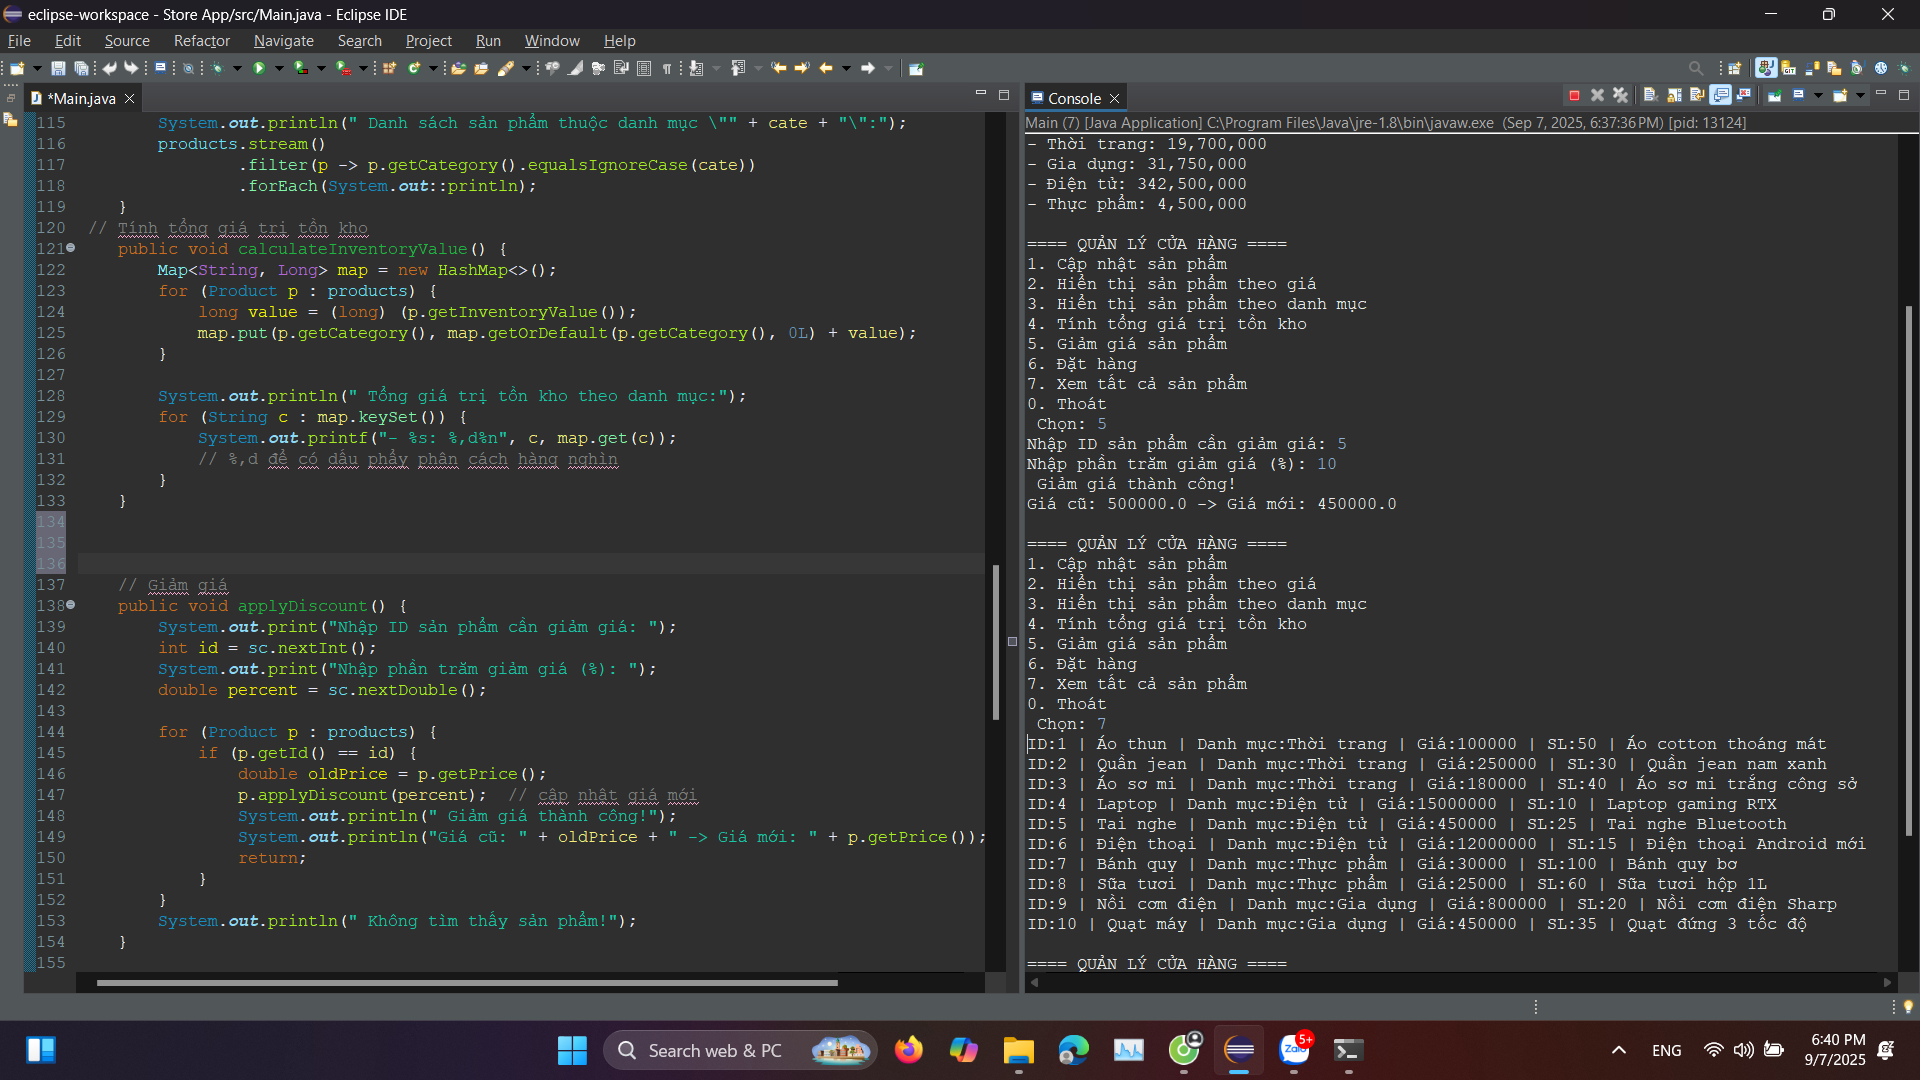 eclipse-workspace - Store App/src/Main.java - Eclipse IDE
File Edit Source Refactor Navigate Search Project Run Window Help
*Main.java
115 System.out.println(" Danh sách sản phẩm thuộc danh mục \"" + cate + "\":");
116 products.stream()
117 .filter(p -> p.getCategory().equalsIgnoreCase(cate))
118 .forEach(System.out::println);
119 }
120 // Tính tổng giá trị tồn kho
121 public void calculateInventoryValue() {
122 Map<String, Long> map = new HashMap<>();
123 for (Product p : products) {
124 long value = (long) (p.getInventoryValue());
125 map.put(p.getCategory(), map.getOrDefault(p.getCategory(), 0L) + value);
126 }
127
128 System.out.println(" Tổng giá trị tồn kho theo danh mục:");
129 for (String c : map.keySet()) {
130 System.out.printf("- %s: %,d%n", c, map.get(c));
131 // %,d để có dấu phẩy phân cách hàng nghìn
132 }
133 }
134
135
136
137 // Giảm giá
138 public void applyDiscount() {
139 System.out.print("Nhập ID sản phẩm cần giảm giá: ");
140 int id = sc.nextInt();
141 System.out.print("Nhập phần trăm giảm giá (%): ");
142 double percent = sc.nextDouble();
143
144 for (Product p : products) {
145 if (p.getId() == id) {
146 double oldPrice = p.getPrice();
147 p.applyDiscount(percent); // cập nhật giá mới
148 System.out.println(" Giảm giá thành công!");
149 System.out.println("Giá cũ: " + oldPrice + " -> Giá mới: " + p.getPrice());
150 return;
151 }
152 }
153 System.out.println(" Không tìm thấy sản phẩm!");
154 }
155
Console
Main (7) [Java Application] C:\Program Files\Java\jre-1.8\bin\javaw.exe (Sep 7, 2025, 6:37:36 PM) [pid: 13124]
- Thời trang: 19,700,000
- Gia dụng: 31,750,000
- Điện tử: 342,500,000
- Thực phẩm: 4,500,000
==== QUẢN LÝ CỬA HÀNG ====
1. Cập nhật sản phẩm
2. Hiển thị sản phẩm theo giá
3. Hiển thị sản phẩm theo danh mục
4. Tính tổng giá trị tồn kho
5. Giảm giá sản phẩm
6. Đặt hàng
7. Xem tất cả sản phẩm
0. Thoát
Chọn: 5
Nhập ID sản phẩm cần giảm giá: 5
Nhập phần trăm giảm giá (%): 10
Giảm giá thành công!
Giá cũ: 500000.0 -> Giá mới: 450000.0
==== QUẢN LÝ CỬA HÀNG ====
1. Cập nhật sản phẩm
2. Hiển thị sản phẩm theo giá
3. Hiển thị sản phẩm theo danh mục
4. Tính tổng giá trị tồn kho
5. Giảm giá sản phẩm
6. Đặt hàng
7. Xem tất cả sản phẩm
0. Thoát
Chọn: 7
ID:1 | Áo thun | Danh mục:Thời trang | Giá:100000 | SL:50 | Áo cotton thoáng mát
ID:2 | Quần jean | Danh mục:Thời trang | Giá:250000 | SL:30 | Quần jean nam xanh
ID:3 | Áo sơ mi | Danh mục:Thời trang | Giá:180000 | SL:40 | Áo sơ mi trắng công sở
ID:4 | Laptop | Danh mục:Điện tử | Giá:15000000 | SL:10 | Laptop gaming RTX
ID:5 | Tai nghe | Danh mục:Điện tử | Giá:450000 | SL:25 | Tai nghe Bluetooth
ID:6 | Điện thoại | Danh mục:Điện tử | Giá:12000000 | SL:15 | Điện thoại Android mới
ID:7 | Bánh quy | Danh mục:Thực phẩm | Giá:30000 | SL:100 | Bánh quy bơ
ID:8 | Sữa tươi | Danh mục:Thực phẩm | Giá:25000 | SL:60 | Sữa tươi hộp 1L
ID:9 | Nồi cơm điện | Danh mục:Gia dụng | Giá:800000 | SL:20 | Nồi cơm điện Sharp
ID:10 | Quạt máy | Danh mục:Gia dụng | Giá:450000 | SL:35 | Quạt đứng 3 tốc độ
==== QUẢN LÝ CỬA HÀNG ====
Search web & PC
Zalo
5+
ENG
6:40 PM
9/7/2025